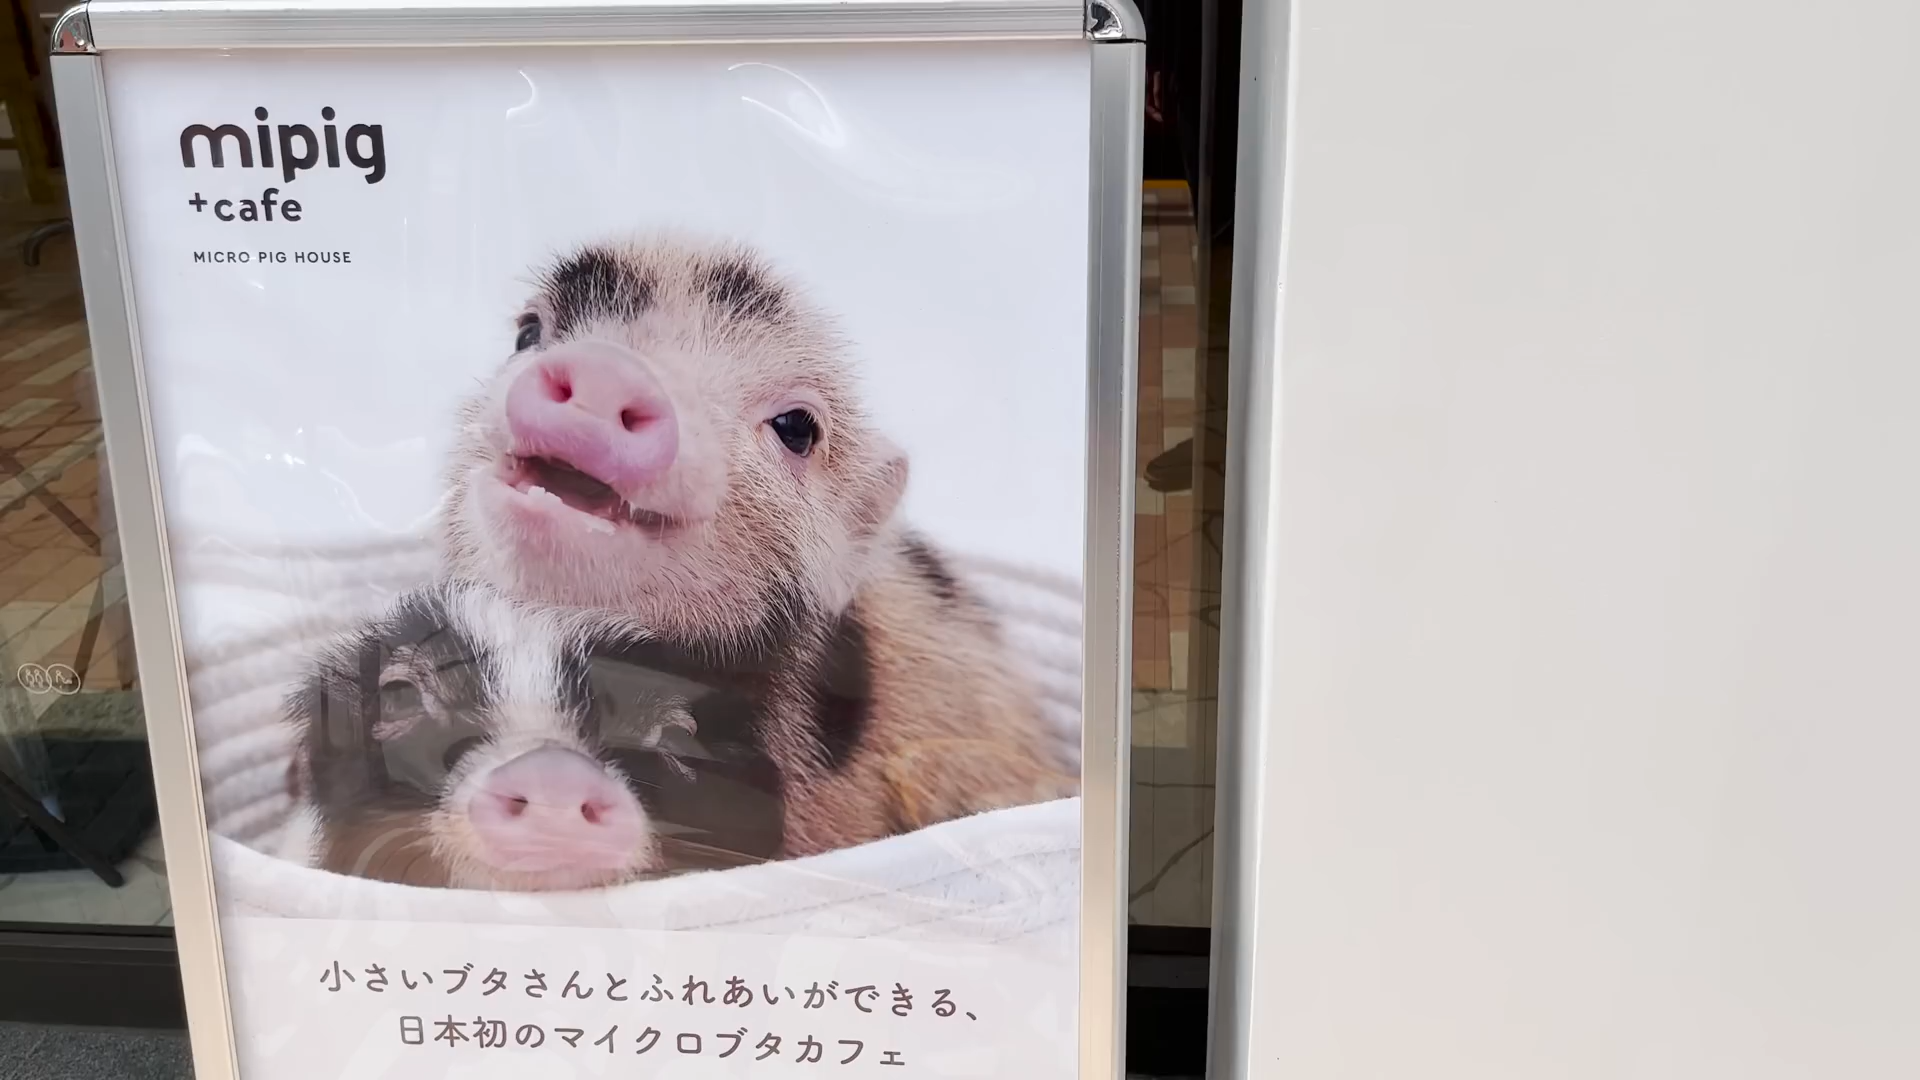 mipig
+cafe
MICRO PIG HOUSE
小さいブタさんとふれあいができる、
日本初のマイクロブタカフェ